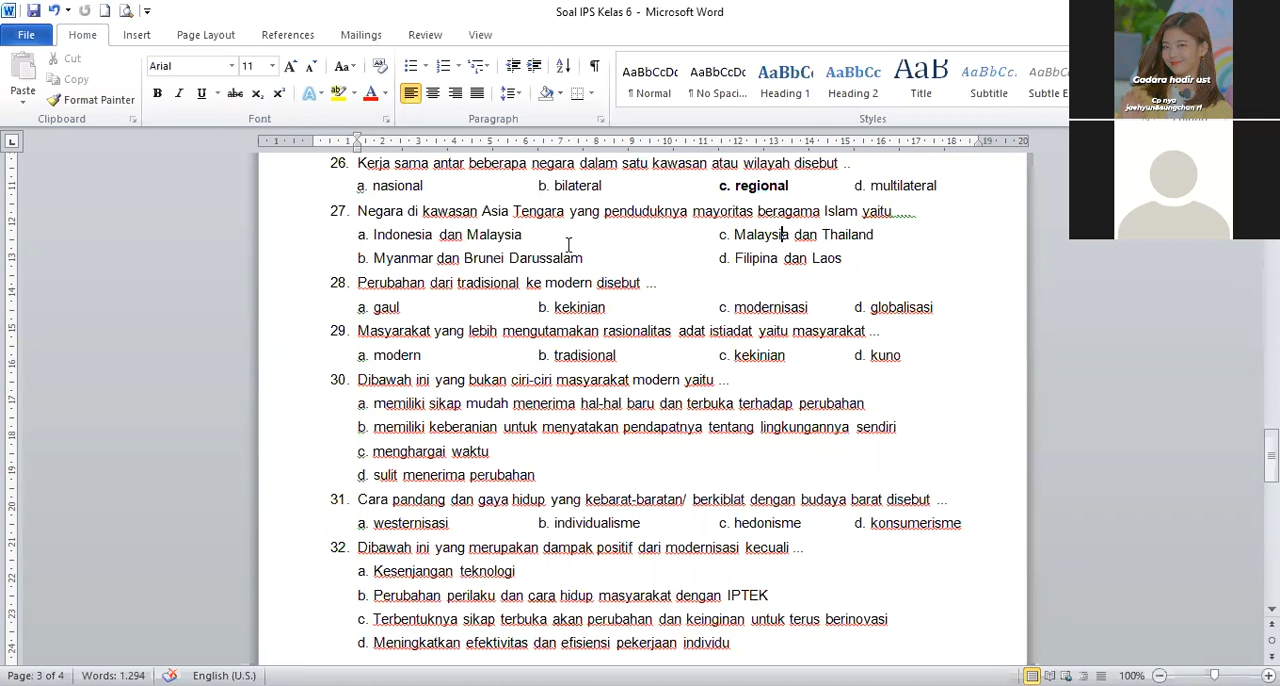 Soal IPS Kelas 6 - Microsoft Word
File Home Insert Page Layout References Mailings Review View
Cut
Copy
Paste
Format Painter
Arial 11
AaBbCcDc AaBbCcDc AaBbC( AaBbCc AaB AaBbCc. AaBbCc
¶ Normal ¶ No Spaci... Heading 1 Heading 2 Title Subtitle Subtle E
Clipboard Font Paragraph Styles
Gadara hadir ust
Cp nya
jaehyun&sungchan ri
26. Kerja sama antar beberapa negara dalam satu kawasan atau wilayah disebut ..
a. nasional b. bilateral c. regional d. multilateral
27. Negara di kawasan Asia Tengara yang penduduknya mayoritas beragama Islam yaitu.....
a. Indonesia dan Malaysia c. Malaysia dan Thailand
b. Myanmar dan Brunei Darussalam d. Filipina dan Laos
28. Perubahan dari tradisional ke modern disebut ...
a. gaul b. kekinian c. modernisasi d. globalisasi
29. Masyarakat yang lebih mengutamakan rasionalitas adat istiadat yaitu masyarakat ...
a. modern b. tradisional c. kekinian d. kuno
30. Dibawah ini yang bukan ciri-ciri masyarakat modern yaitu ...
a. memiliki sikap mudah menerima hal-hal baru dan terbuka terhadap perubahan
b. memiliki keberanian untuk menyatakan pendapatnya tentang lingkungannya sendiri
c. menghargai waktu
d. sulit menerima perubahan
31. Cara pandang dan gaya hidup yang kebarat-baratan/ berkiblat dengan budaya barat disebut ...
a. westernisasi b. individualisme c. hedonisme d. konsumerisme
32. Dibawah ini yang merupakan dampak positif dari modernisasi kecuali ...
a. Kesenjangan teknologi
b. Perubahan perilaku dan cara hidup masyarakat dengan IPTEK
c. Terbentuknya sikap terbuka akan perubahan dan keinginan untuk terus berinovasi
d. Meningkatkan efektivitas dan efisiensi pekerjaan individu
Page: 3 of 4 Words: 1.294 English (U.S.) 100%